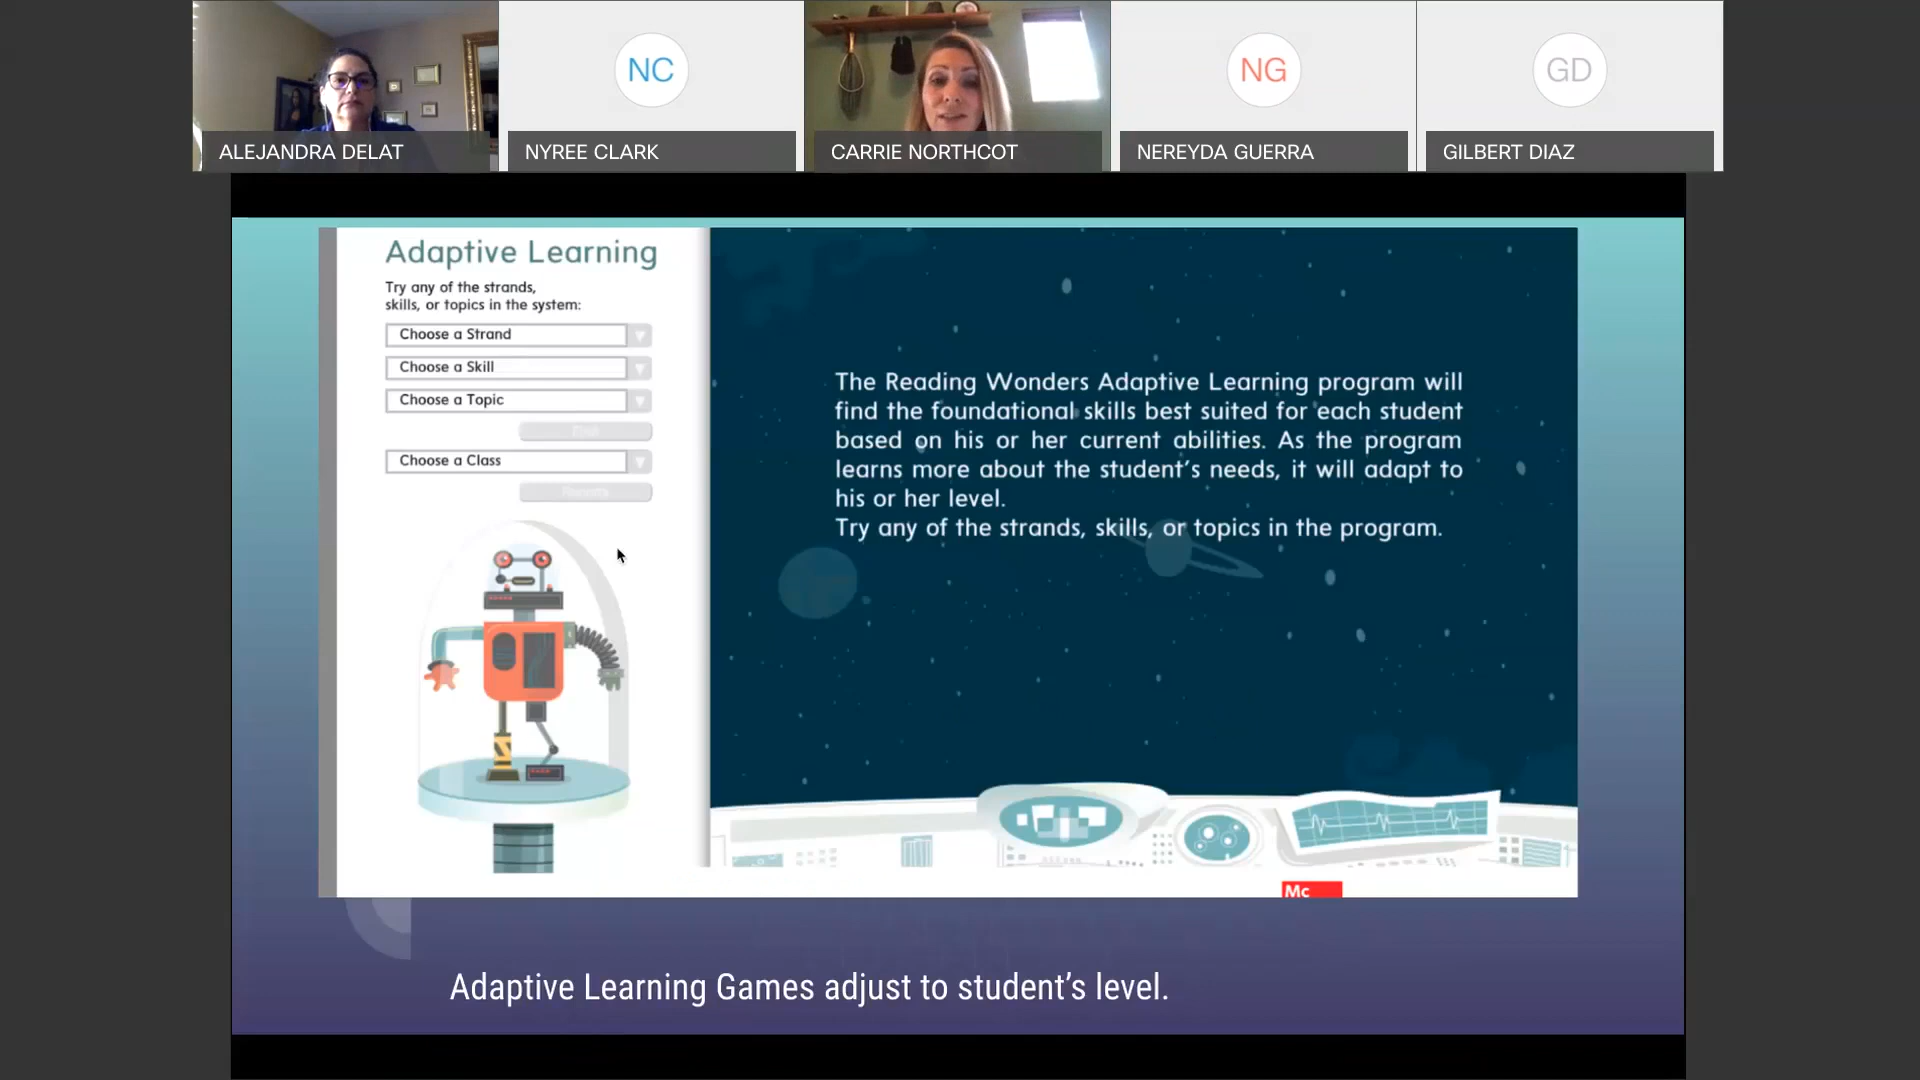 NC
NG
GD
ALEJANDRA DELAT
NYREE CLARK
CARRIE NORTHCOT
NEREYDA GUERRA
GILBERT DIAZ
Adaptive Learning
Try any of the strands,
skills, or topics in the system:
Choose a Strand
Choose a Skill
Choose a Topic
Choose a Class
The Reading Wonders Adaptive Learning program will
find the foundational skills best suited for each student
based on his or her current abilities. As the program
learns more about the student's needs, it will adapt to
his or her level.
Try any of the strands, skills, or topics in the program.
Mc
Adaptive Learning Games adjust to student's level.